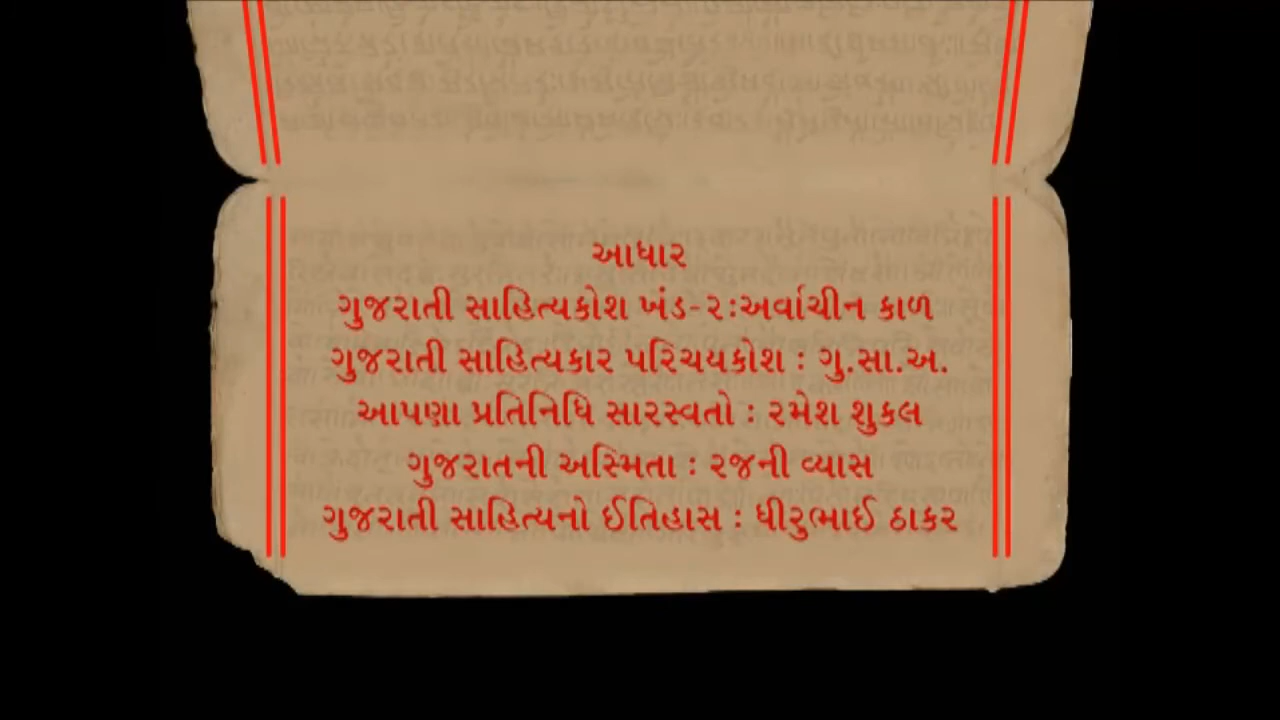 આધાર
ગુજરાતી સાહિત્યકોશ ખંડ-૨ :અર્વાચીન કાળ
ગુજરાતી સાહિત્યકાર પરિચયકોશ : ગુ.સા.અ.
આપણા પ્રતિનિધિ સારસ્વતો : રમેશ શુકલ
ગુજરાતની અસ્મિતા : રજની વ્યાસ
ગુજરાતી સાહિત્યનો ઈતિહાસ : ધીરુભાઈ ઠાકર